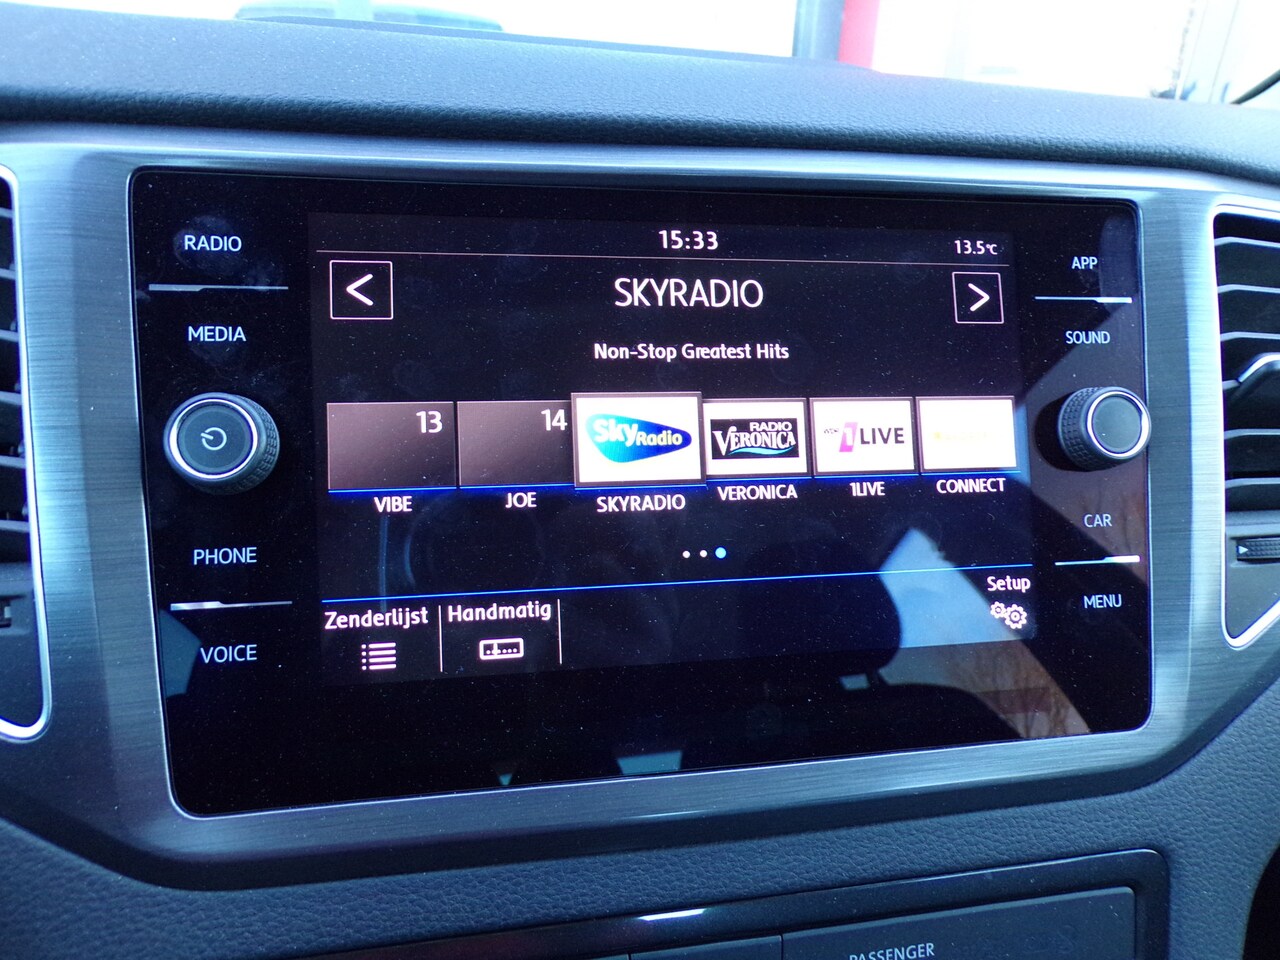 RADIO
MEDIA
PHONE
VOICE
15:33
13.5°C
SKYRADIO
Non-Stop Greatest Hits
13
14
Sky Radio
RADIO
VERONICA
1LIVE
VIBE
JOE
SKYRADIO
VERONICA
1LIVE
CONNECT
Zenderlijst
Handmatig
Setup
APP
SOUND
CAR
MENU
PASSENGER